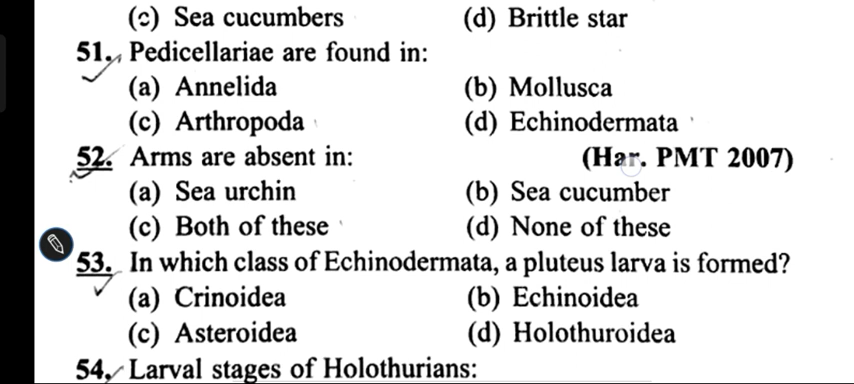 (c) Sea cucumbers (d) Brittle star
51. Pedicellariae are found in:
(a) Annelida (b) Mollusca
(c) Arthropoda (d) Echinodermata
52. Arms are absent in: (Har. PMT 2007)
(a) Sea urchin (b) Sea cucumber
(c) Both of these (d) None of these
53. In which class of Echinodermata, a pluteus larva is formed?
(a) Crinoidea (b) Echinoidea
(c) Asteroidea (d) Holothuroidea
54. Larval stages of Holothurians: